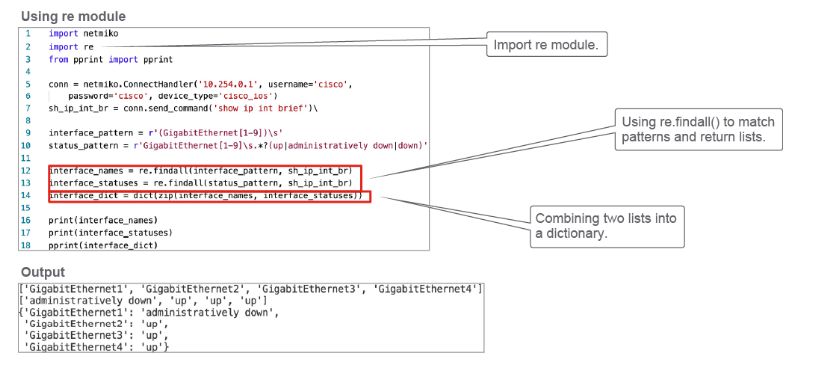 Using re module
1 import netmiko
2 import re
3 from pprint import pprint
4
5 conn = netmiko.ConnectHandler('10.254.0.1', username='cisco',
6 password='cisco', device_type='cisco_ios')
7 sh_ip_int_br = conn.send_command('show ip int brief')\
8
9 interface_pattern = r'(GigabitEthernet[1-9])\s'
10 status_pattern = r'GigabitEthernet[1-9]\s.*?(up|administratively down|down)'
11
12 interface_names = re.findall(interface_pattern, sh_ip_int_br)
13 interface_statuses = re.findall(status_pattern, sh_ip_int_br)
14 interface_dict = dict(zip(interface_names, interface_statuses))
15
16 print(interface_names)
17 print(interface_statuses)
18 pprint(interface_dict)
Import re module.
Using re.findall() to match
patterns and return lists.
Combining two lists into
a dictionary.
Output
['GigabitEthernet1', 'GigabitEthernet2', 'GigabitEthernet3', 'GigabitEthernet4']
['administratively down', 'up', 'up', 'up']
{'GigabitEthernet1': 'administratively down',
'GigabitEthernet2': 'up',
'GigabitEthernet3': 'up',
'GigabitEthernet4': 'up'}